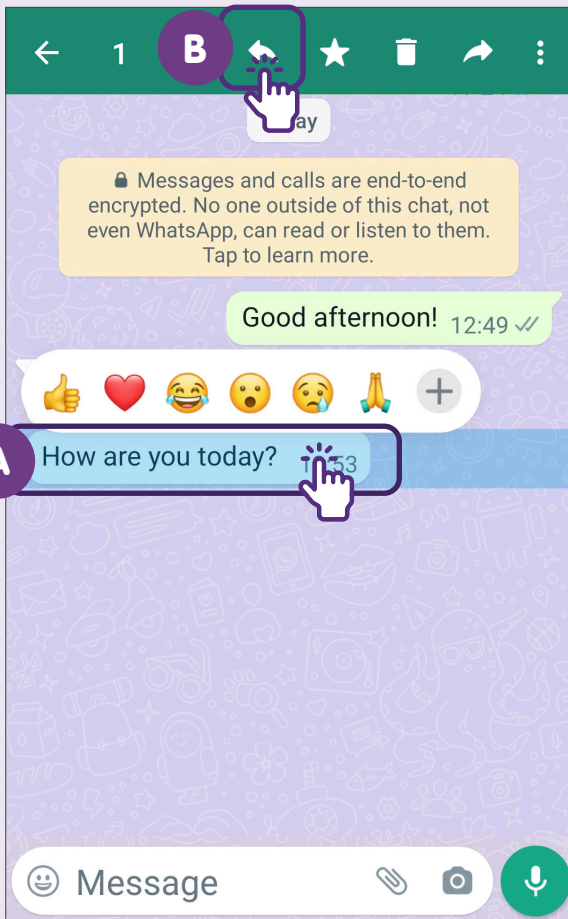 1
B
ay
Messages and calls are end-to-end
encrypted. No one outside of this chat, not
even WhatsApp, can read or listen to them.
Tap to learn more.
Good afternoon! 12:49
A
How are you today?
Message